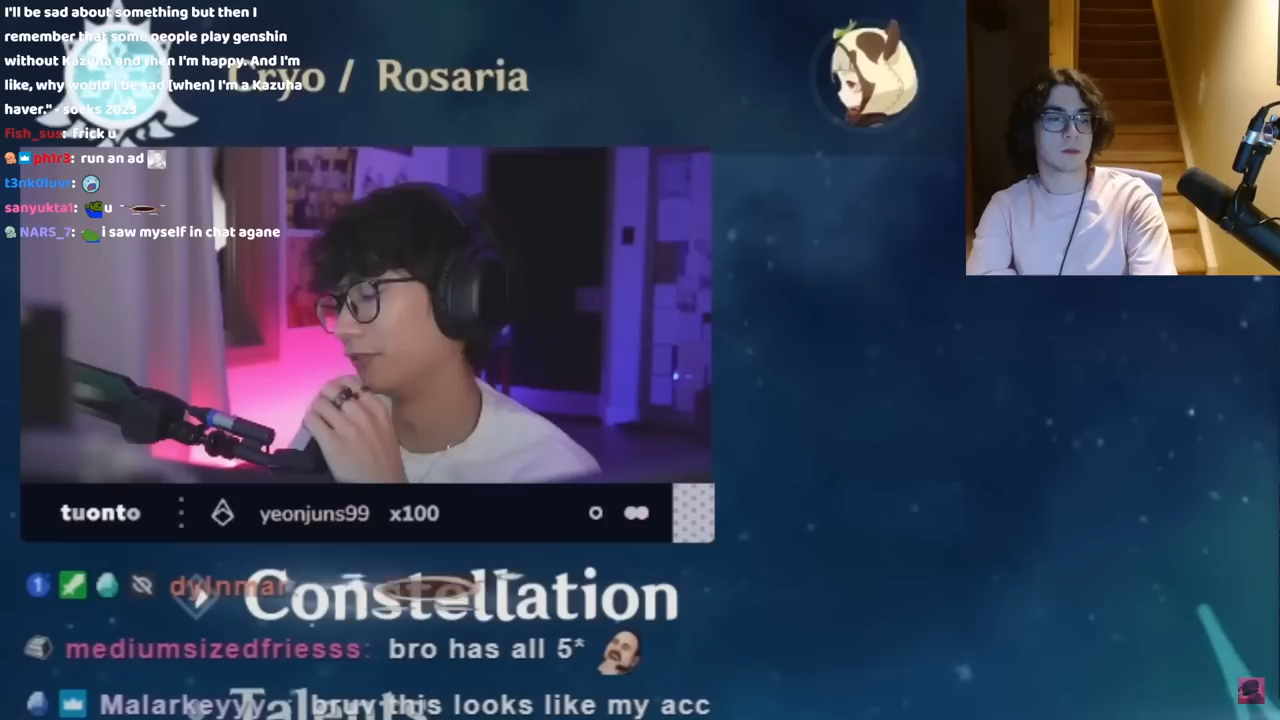 I'll be sad about something but then I
remember that some oeople play genshin
without Kazuha and then I'm happy. And I'm
like, why would i be sad [when] I'm a Kazuha
haver." - socks 2023
Cryo / Rosaria
Fish_sus: frick u
ph1r3: run an ad
t3nk0luvr:
sanyukta1: u
NARS_7: i saw myself in chat agane
tuonto
yeonjuns99 x100
dylnmar
Constellation
mediumsizedfriesss: bro has all 5*
Malarkeyyy: bruv this looks like my acc
Talents